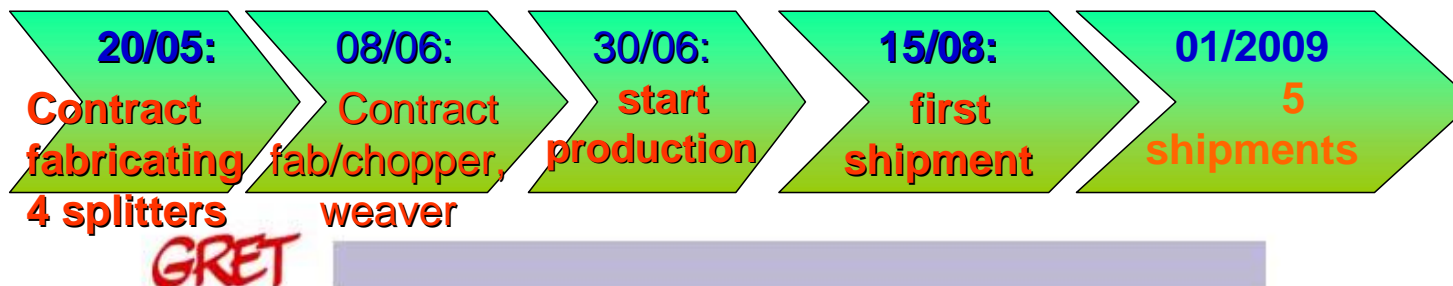 20/05:
Contract
fabricating
4 splitters
08/06:
Contract
fab/chopper,
weaver
30/06:
start
production
15/08:
first
shipment
01/2009
5
shipments
GRET